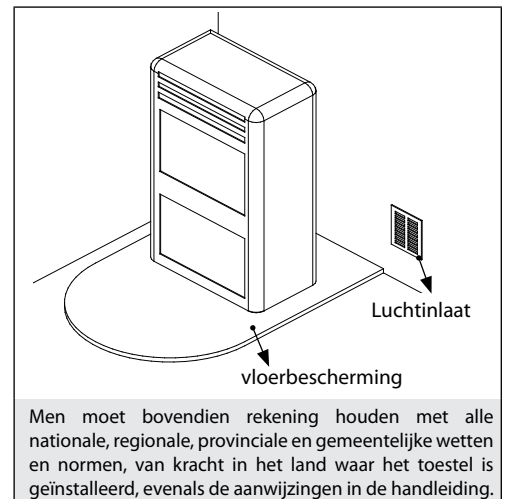 Luchtinlaat
vloerbescherming
Men moet bovendien rekening houden met alle
nationale, regionale, provinciale en gemeentelijke wetten
en normen, van kracht in het land waar het toestel is
geïnstalleerd, evenals de aanwijzingen in de handleiding.